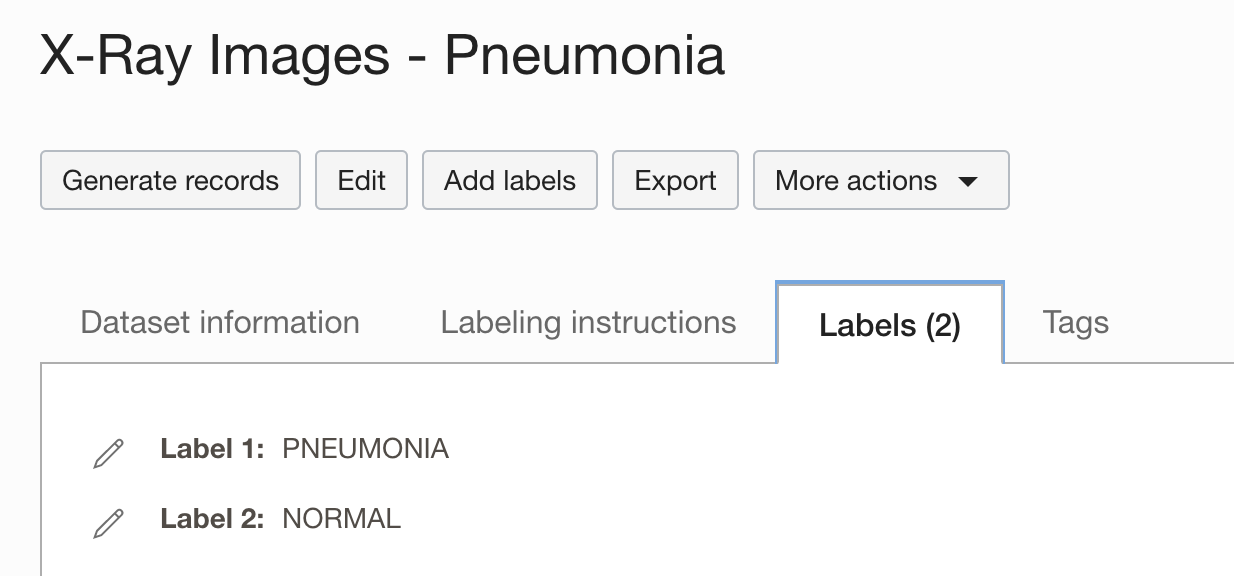 X-Ray Images - Pneumonia
Generate records Edit Add labels Export More actions
Dataset information Labeling instructions Labels (2) Tags
Label 1: PNEUMONIA
Label 2: NORMAL